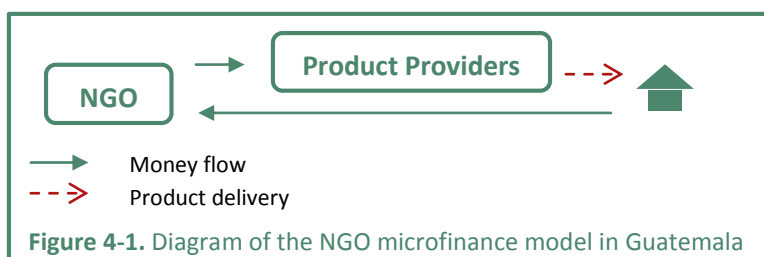 Product Providers
NGO
Money flow
Product delivery
Figure 4-1. Diagram of the NGO microfinance model in Guatemala